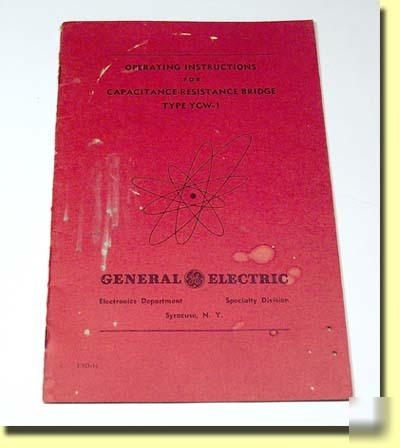 OPERATING INSTRUCTIONS
FOR
CAPACITANCE-RESISTANCE BRIDGE
TYPE YCW-1
GENERAL ELECTRIC
Electronics Department Specialty Division
Syracuse, N. Y.